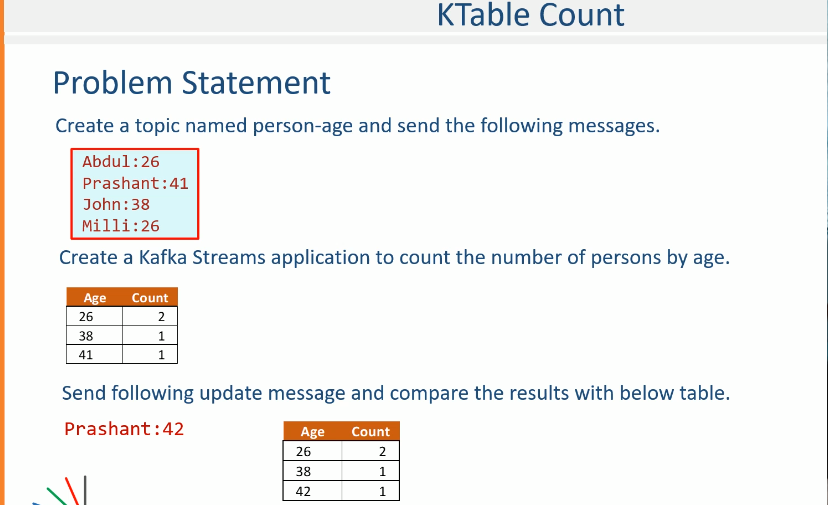 KTable Count
Problem Statement
Create a topic named person-age and send the following messages.
Abdul:26
Prashant:41
John:38
Milli:26
Create a Kafka Streams application to count the number of persons by age.
Age Count
26 2
38 1
41 1
Send following update message and compare the results with below table.
Prashant:42
Age Count
26 2
38 1
42 1